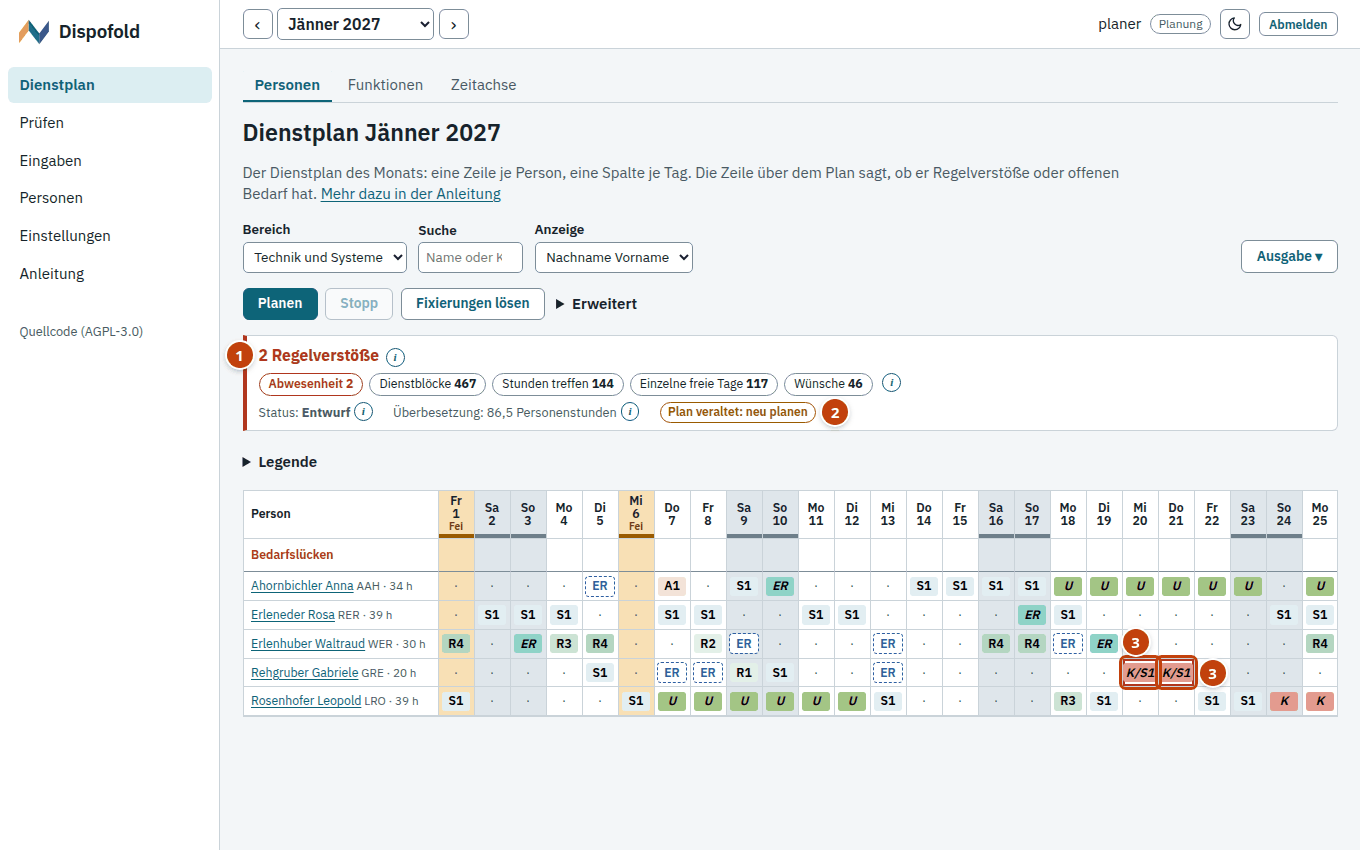 Dispofold
Dienstplan
Prüfen
Eingaben
Personen
Einstellungen
Anleitung
Quellcode (AGPL-3.0)
‹ Jänner 2027 ›
planer Planung Abmelden
Personen Funktionen Zeitachse
Dienstplan Jänner 2027
Der Dienstplan des Monats: eine Zeile je Person, eine Spalte je Tag. Die Zeile über dem Plan sagt, ob er Regelverstöße oder offenen
Bedarf hat. Mehr dazu in der Anleitung
Bereich Suche Anzeige
Technik und Systeme Name oder K Nachname Vorname Ausgabe ▾
Planen Stopp Fixierungen lösen ▶ Erweitert
1 2 Regelverstöße i
Abwesenheit 2 Dienstblöcke 467 Stunden treffen 144 Einzelne freie Tage 117 Wünsche 46 i
Status: Entwurf i Überbesetzung: 86,5 Personenstunden i Plan veraltet: neu planen 2
▶ Legende
Person Fr 1 Fei Sa 2 So 3 Mo 4 Di 5 Mi 6 Fei Do 7 Fr 8 Sa 9 So 10 Mo 11 Di 12 Mi 13 Do 14 Fr 15 Sa 16 So 17 Mo 18 Di 19 Mi 20 Do 21 Fr 22 Sa 23 So 24 Mo 25
Bedarfslücken
Ahornbichler Anna AAH · 34 h · · · · ER · A1 · S1 ER · · · S1 S1 S1 S1 U U U U U U · U
Erleneder Rosa RER · 39 h · S1 S1 S1 · · S1 S1 · · S1 S1 · · · · ER S1 · · · · · S1 S1
Erlenhuber Waltraud WER · 30 h R4 · ER R3 R4 · · R2 ER · · · ER · · R4 R4 ER ER 3 · · · · R4
Rehgruber Gabriele GRE · 20 h · · · · S1 · ER ER R1 S1 · · ER · · · · · · K/S1 K/S1 3 · · ·
Rosenhofer Leopold LRO · 39 h S1 · · · · S1 U U U U U U S1 · · · · R3 S1 · · S1 S1 K K